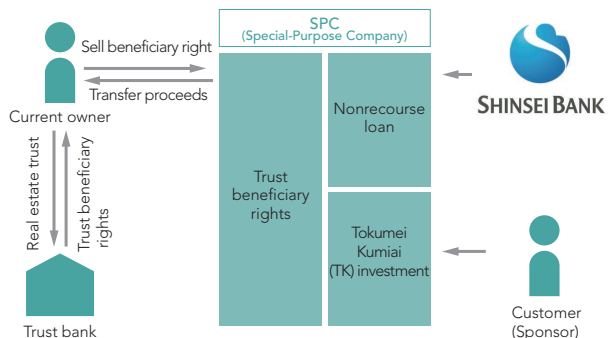 SPC
(Special-Purpose Company)
Sell beneficiary right
Transfer proceeds
Current owner
Real estate trust
Trust beneficiary
rights
Trust bank
Trust
beneficiary
rights
Nonrecourse
loan
Tokumei
Kumiai
(TK) investment
SHINSEI BANK
Customer
(Sponsor)